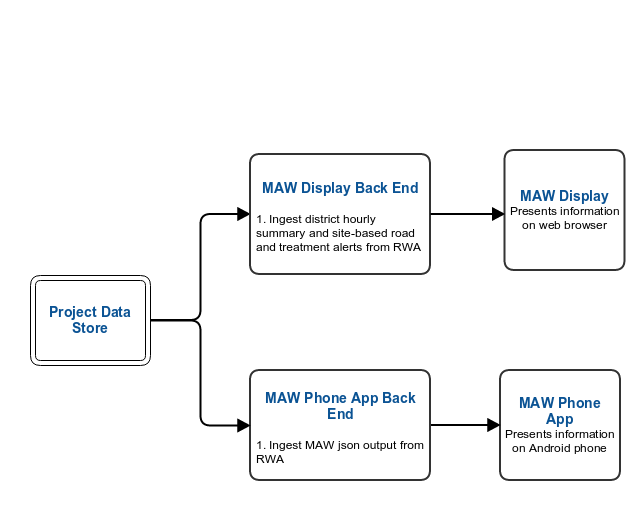 MAW Display Back End
1. Ingest district hourly
summary and site-based road
and treatment alerts from RWA
MAW Display
Presents information
on web browser
Project Data
Store
MAW Phone App Back
End
1. Ingest MAW json output from
RWA
MAW Phone
App
Presents information
on Android phone